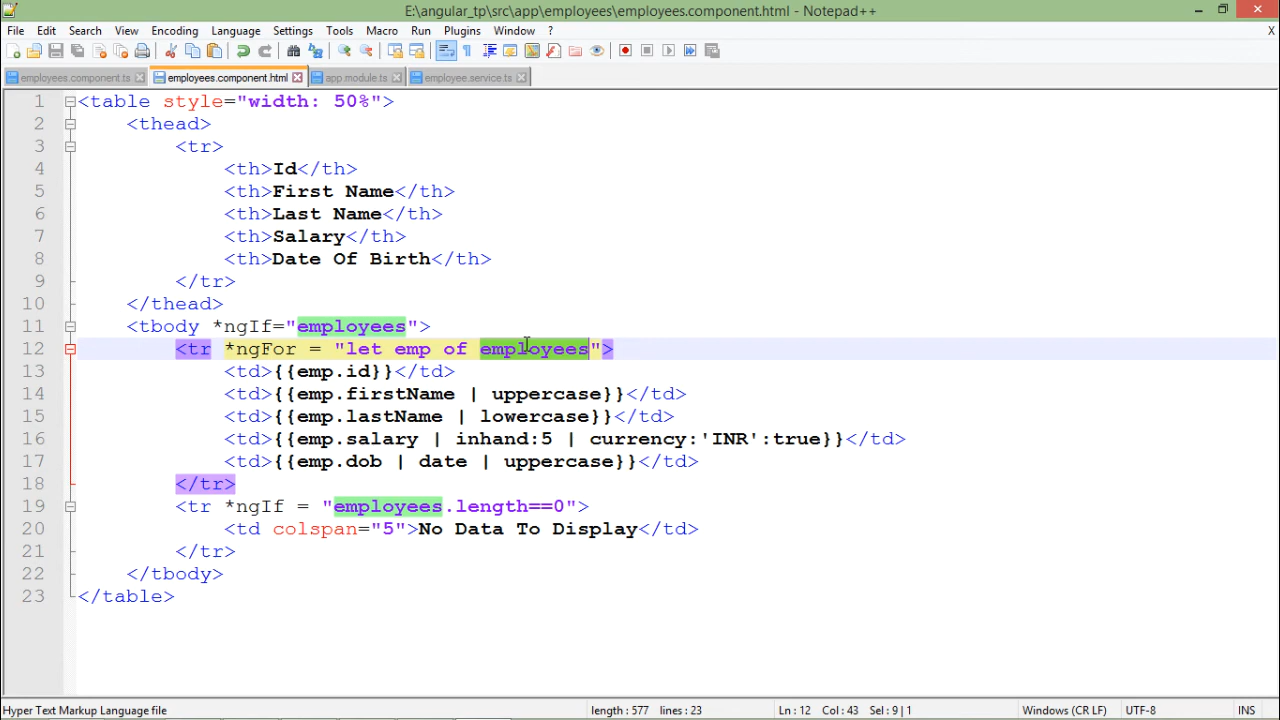 E:\angular_tp\src\app\employees\employees.component.html - Notepad++
File Edit Search View Encoding Language Settings Tools Macro Run Plugins Window ? X
employees.component.ts employees.component.html app.module.ts employee.service.ts
1 <table style="width: 50%">
2 <thead>
3 <tr>
4 <th>Id</th>
5 <th>First Name</th>
6 <th>Last Name</th>
7 <th>Salary</th>
8 <th>Date Of Birth</th>
9 </tr>
10 </thead>
11 <tbody *ngIf="employees">
12 <tr *ngFor = "let emp of employees">
13 <td>{{emp.id}}</td>
14 <td>{{emp.firstName | uppercase}}</td>
15 <td>{{emp.lastName | lowercase}}</td>
16 <td>{{emp.salary | inhand:5 | currency:'INR':true}}</td>
17 <td>{{emp.dob | date | uppercase}}</td>
18 </tr>
19 <tr *ngIf = "employees.length==0">
20 <td colspan="5">No Data To Display</td>
21 </tr>
22 </tbody>
23 </table>
Hyper Text Markup Language file length : 577 lines : 23 Ln : 12 Col : 43 Sel : 9 | 1 Windows (CR LF) UTF-8 INS